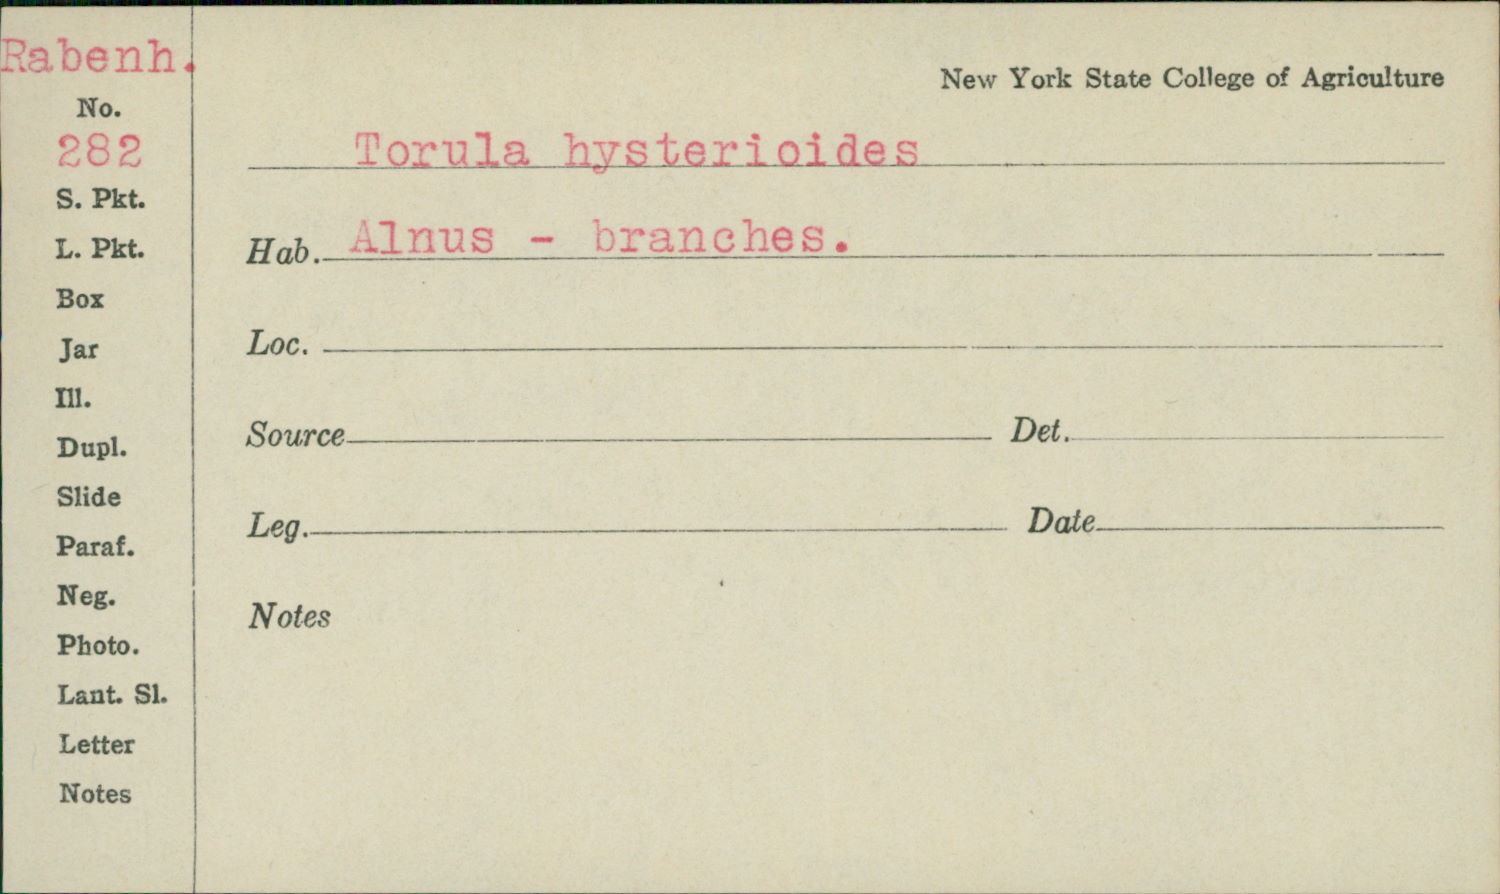 Rabenh.
New York State College of Agriculture
No.
282
Torula hysterioides
S. Pkt.
L. Pkt.
Hab. Alnus - branches.
Box
Jar
Loc.
Ill.
Dupl.
Source Det.
Slide
Leg. Date
Paraf.
Neg.
Notes
Photo.
Lant. Sl.
Letter
Notes